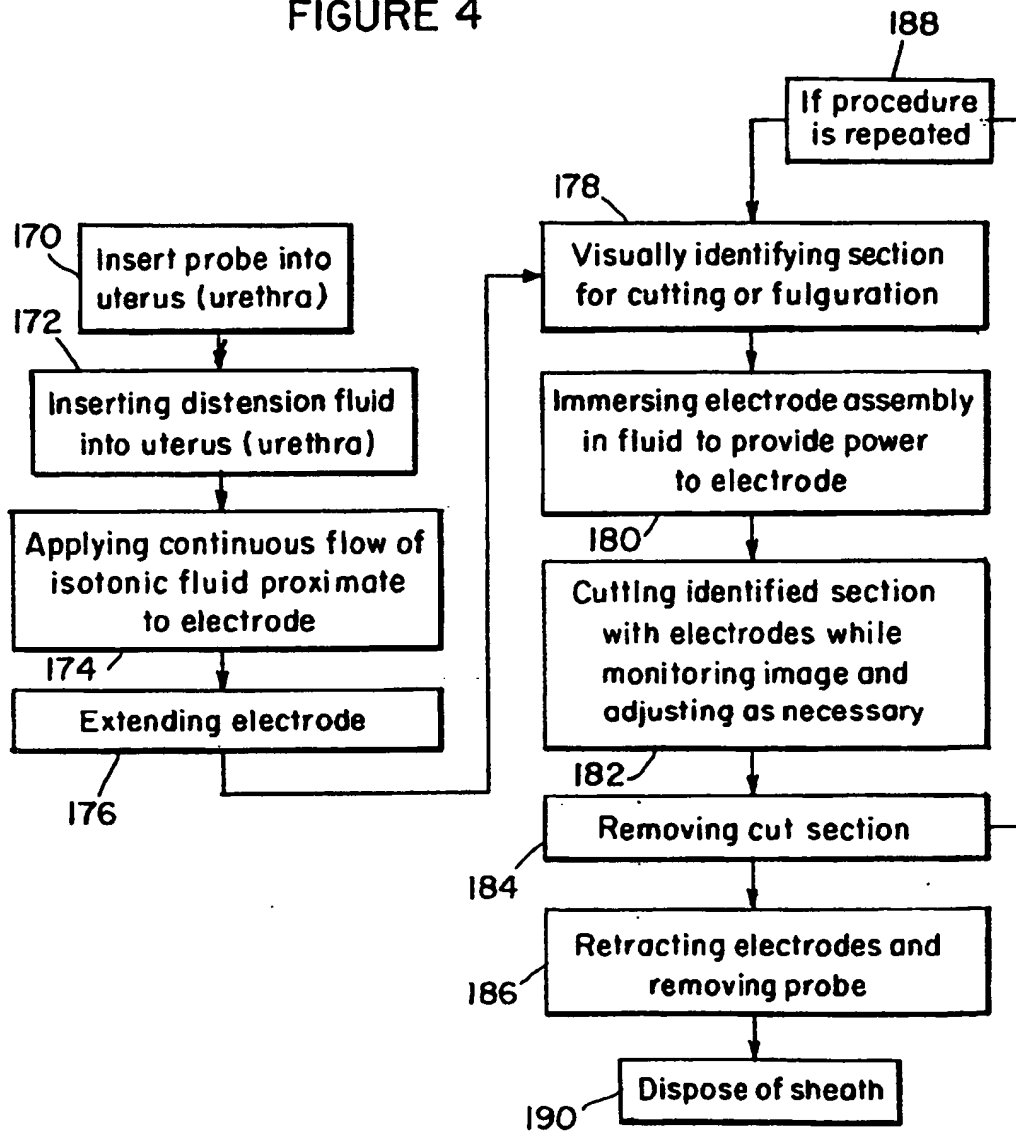 FIGURE 4
170
Insert probe into
uterus (urethra)
172
Inserting distension fluid
into uterus (urethra)
Applying continuous flow of
isotonic fluid proximate
to electrode
174
Extending electrode
176
188
If procedure
is repeated
178
Visually identifying section
for cutting or fulguration
Immersing electrode assembly
in fluid to provide power
to electrode
180
Cutting identified section
with electrodes while
monitoring image and
adjusting as necessary
182
Removing cut section
184
Retracting electrodes and
removing probe
186
Dispose of sheath
190